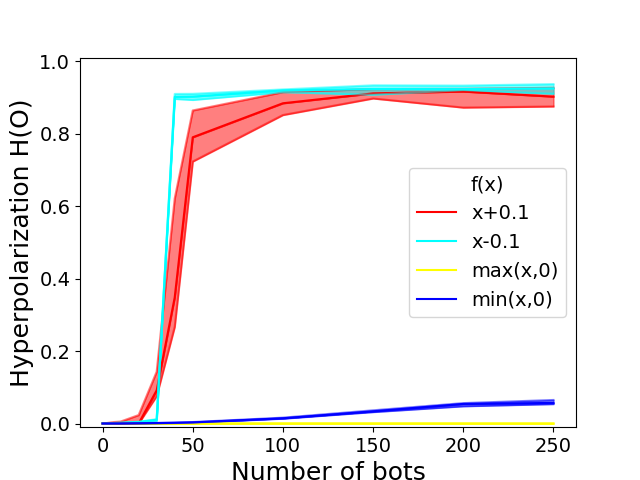 Hyperpolarization H(O)
1.0
0.8
0.6
0.4
0.2
0.0
f(x)
x+0.1
x-0.1
max(x,0)
min(x,0)
0 50 100 150 200 250
Number of bots